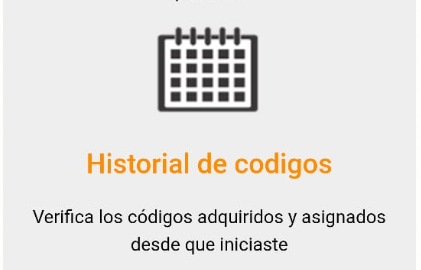 Historial de codigos
Verifica los códigos adquiridos y asignados
desde que iniciaste